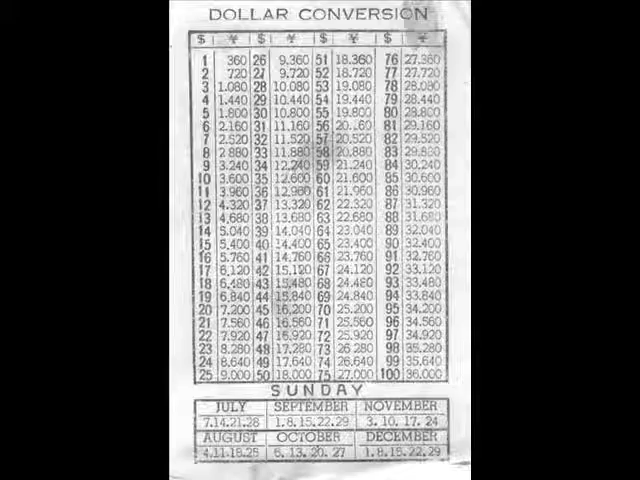 DOLLAR CONVERSION
$ ¥ $ ¥ $ ¥ $ ¥
1 360 26 9.360 51 18.360 76 27.360
2 720 27 9.720 52 18.720 77 27.720
3 1.080 28 10.080 53 19.080 78 28.080
4 1.440 29 10.440 54 19.440 79 28.440
5 1.800 30 10.800 55 19.800 80 28.800
6 2.160 31 11.160 56 20. .60 81 29.160
7 2.520 32 11.520 57 20.520 82 29.520
8 2 880 33 11.880 58 20.880 83 29.880
9 3.240 34 12.240 59 21.240 84 30.240
10 3.600 35 12.600 60 21.600 85 30.600
11 3.960 36 12.960 61 21.960 86 30.960
12 4.320 37 13.320 62 22.320 87 31.320
13 4.680 38 13.680 63 22.680 88 31.680
14 5.040 39 14.040 64 23.040 89 32.040
15 5.400 40 14.400 65 23.400 90 32.400
16 5.760 41 14.760 66 23.760 91 32.760
17 6.120 42 15.120 67 24.120 92 33.120
18 6.480 43 15.480 68 24.480 93 33.480
19 6.840 44 15.840 69 24.840 94 33.840
20 7.200 45 16.200 70 25.200 95 34.200
21 7.560 46 16.560 71 25.560 96 34.560
22 7.920 47 16.920 72 25.920 97 34.920
23 8.280 48 17.280 73 26 280 98 35.280
24 8.640 49 17.640 74 26.640 99 35.640
25 9.000 50 18.000 75 27.000 100 36.000
SUNDAY
JULY SEPTEMBER NOVEMBER
7.14.21.28 1.8.15.22.29 3.10.17.24
AUGUST OCTOBER DECEMBER
4.11.18.25 6.13.20.27 1.8.15.22.29